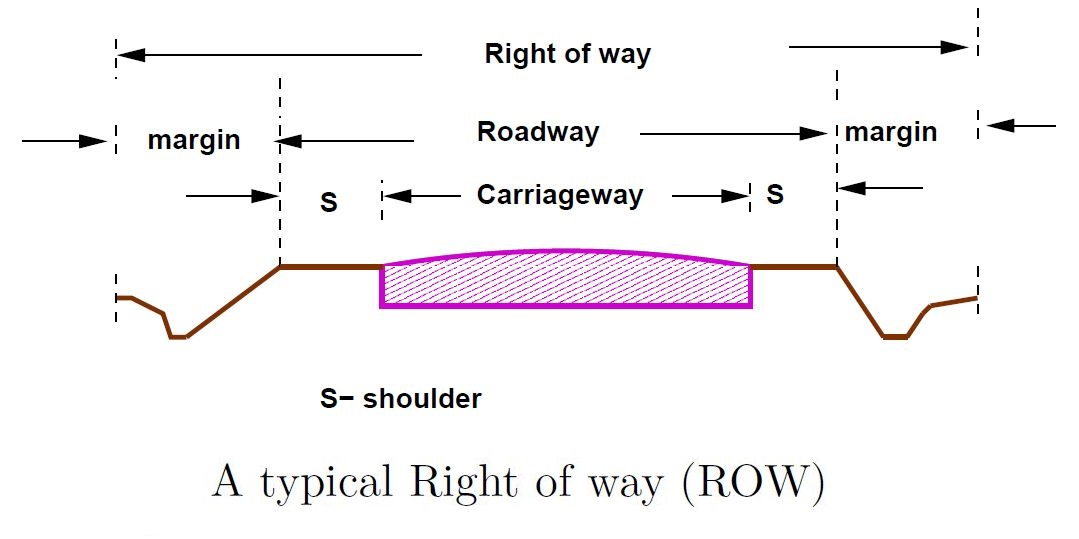 Right of way
margin Roadway margin
S Carriageway S
S− shoulder
A typical Right of way (ROW)